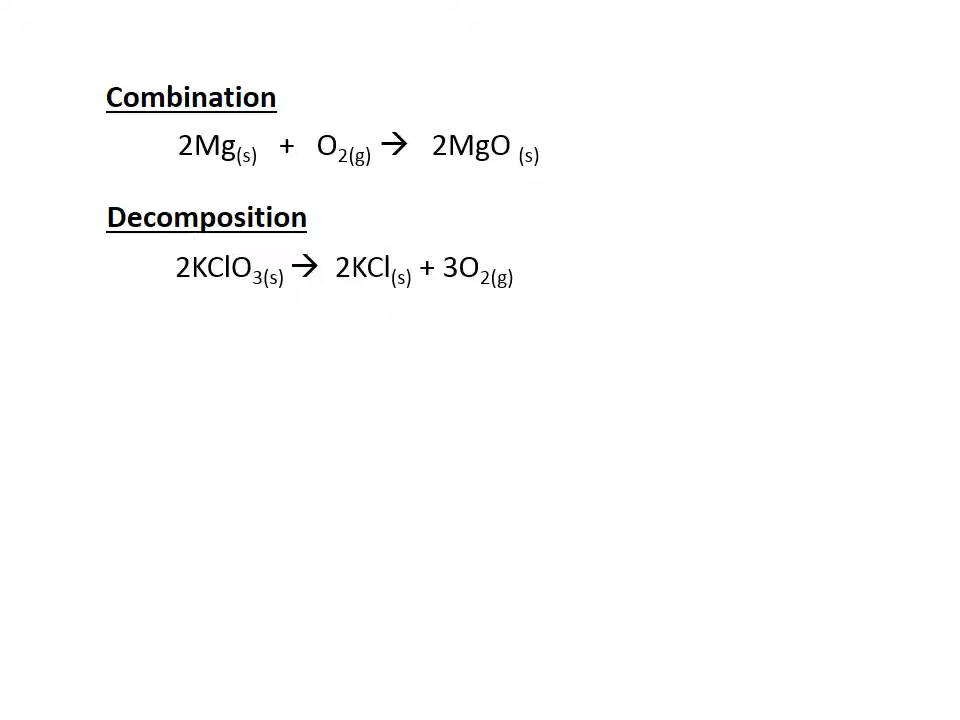 Combination
2Mg(s) + O2(g) → 2MgO (s)
Decomposition
2KClO3(s) → 2KCl(s) + 3O2(g)